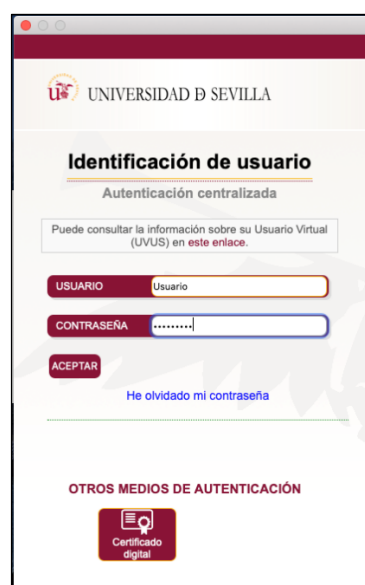 UNIVERSIDAD Ð SEVILLA
Identificación de usuario
Autenticación centralizada
Puede consultar la información sobre su Usuario Virtual
(UVUS) en este enlace.
USUARIO Usuario
CONTRASEÑA •••••••••
ACEPTAR
He olvidado mi contraseña
OTROS MEDIOS DE AUTENTICACIÓN
Certificado
digital